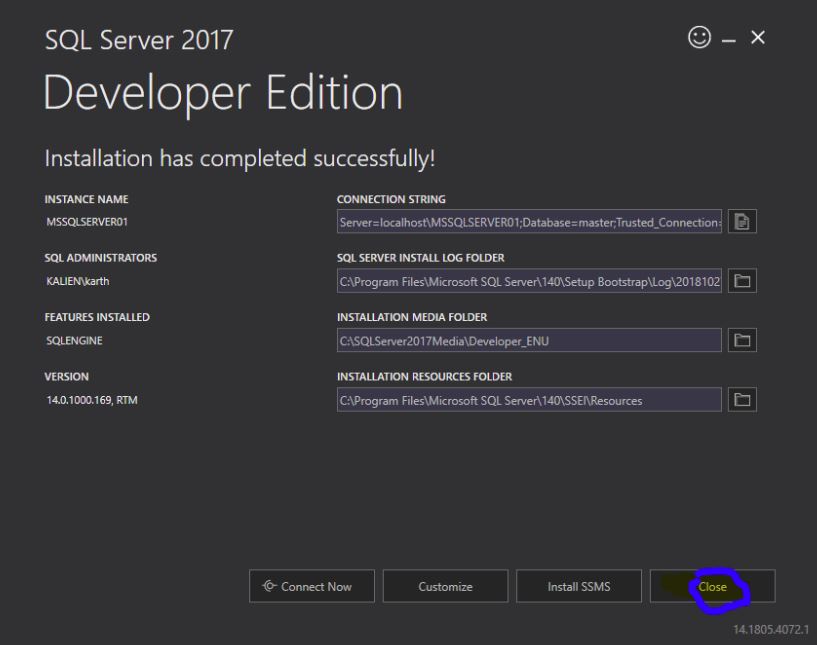 SQL Server 2017
Developer Edition
Installation has completed successfully!
INSTANCE NAME
MSSQLSERVER01
CONNECTION STRING
Server=localhost\MSSQLSERVER01;Database=master;Trusted_Connection=
SQL ADMINISTRATORS
KALIEN\karth
SQL SERVER INSTALL LOG FOLDER
C:\Program Files\Microsoft SQL Server\140\Setup Bootstrap\Log\20181027
FEATURES INSTALLED
SQLENGINE
INSTALLATION MEDIA FOLDER
C:\SQLServer2017Media\Developer_ENU
VERSION
14.0.1000.169, RTM
INSTALLATION RESOURCES FOLDER
C:\Program Files\Microsoft SQL Server\140\SSEI\Resources
Connect Now
Customize
Install SSMS
Close
14.1805.4072.1